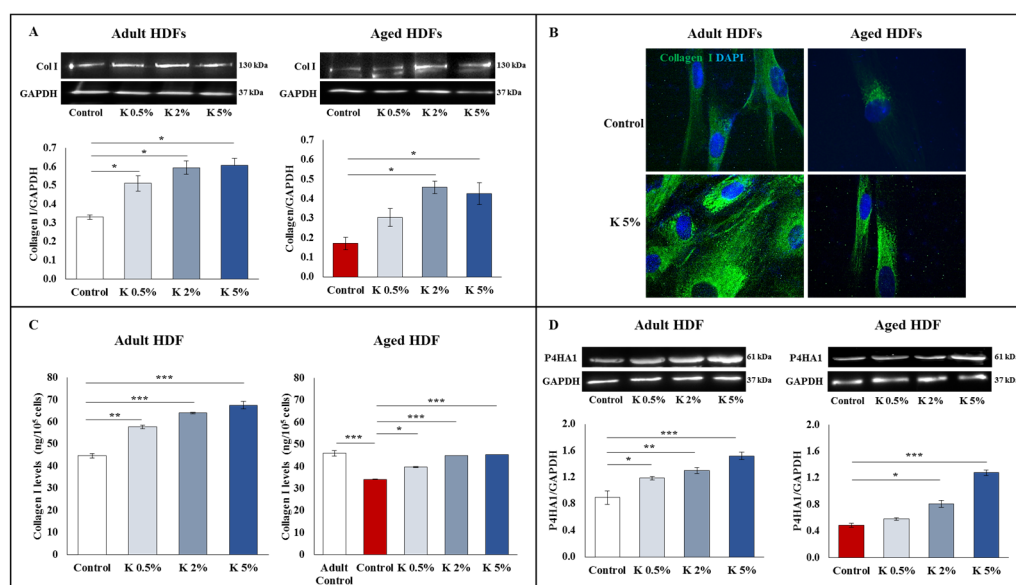 A
Adult HDFs
Aged HDFs
Col I
130 kDa
GAPDH
37 kDa
Control K 0.5% K 2% K 5%
Col I
130 kDa
GAPDH
37 kDa
Control K 0.5% K 2% K 5%
Collagen I/GAPDH
0.7
0.6
0.5
0.4
0.3
0.2
0.1
0.0
*
*
*
Control K 0.5% K 2% K 5%
Collagen/GAPDH
0.7
0.6
0.5
0.4
0.3
0.2
0.1
0
*
*
Control K 0.5% K 2% K 5%
B
Adult HDFs
Aged HDFs
Collagen I DAPI
Control
K 5%
C
Adult HDF
Aged HDF
Collagen I levels (ng/10⁵ cells)
80
70
60
50
40
30
20
10
0
***
***
**
Control K 0.5% K 2% K 5%
Collagen I levels (ng/10⁵ cells)
80
70
60
50
40
30
20
10
0
***
***
***
*
Adult Control Control K 0.5% K 2% K 5%
D
Adult HDF
Aged HDF
P4HA1
61 kDa
GAPDH
37 kDa
Control K 0.5% K 2% K 5%
P4HA1
61 kDa
GAPDH
37 kDa
Control K 0.5% K 2% K 5%
P4HA1/GAPDH
2.0
1.6
1.2
0.8
0.4
0.0
***
**
*
Control K 0.5% K 2% K 5%
P4HA1/GAPDH
2.0
1.6
1.2
0.8
0.4
0.0
***
*
Control K 0.5% K 2% K 5%